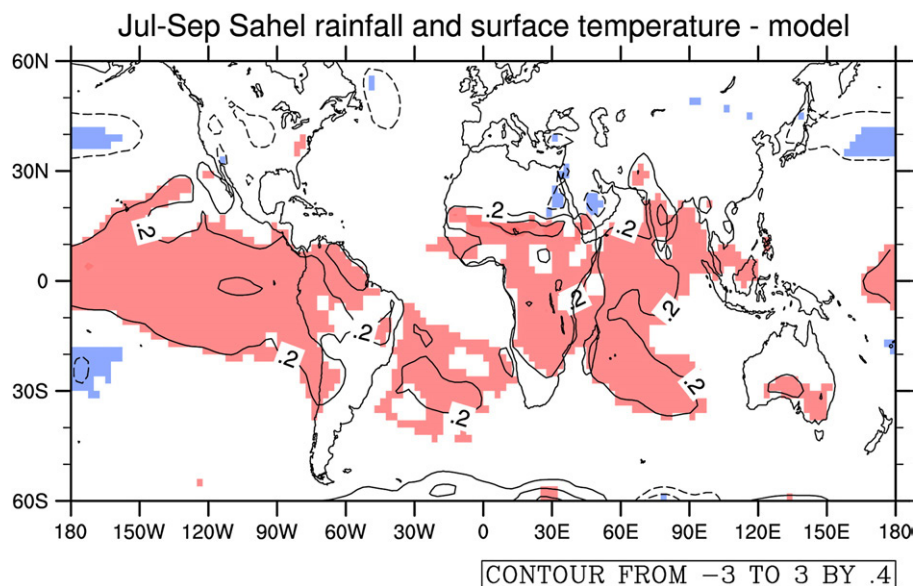 Jul-Sep Sahel rainfall and surface temperature - model
60N
30N
0
30S
60S
.2
.2
.2
.2
.2
.2
.2
.2
.2
180 150W 120W 90W 60W 30W 0 30E 60E 90E 120E 150E 180
CONTOUR FROM -3 TO 3 BY .4